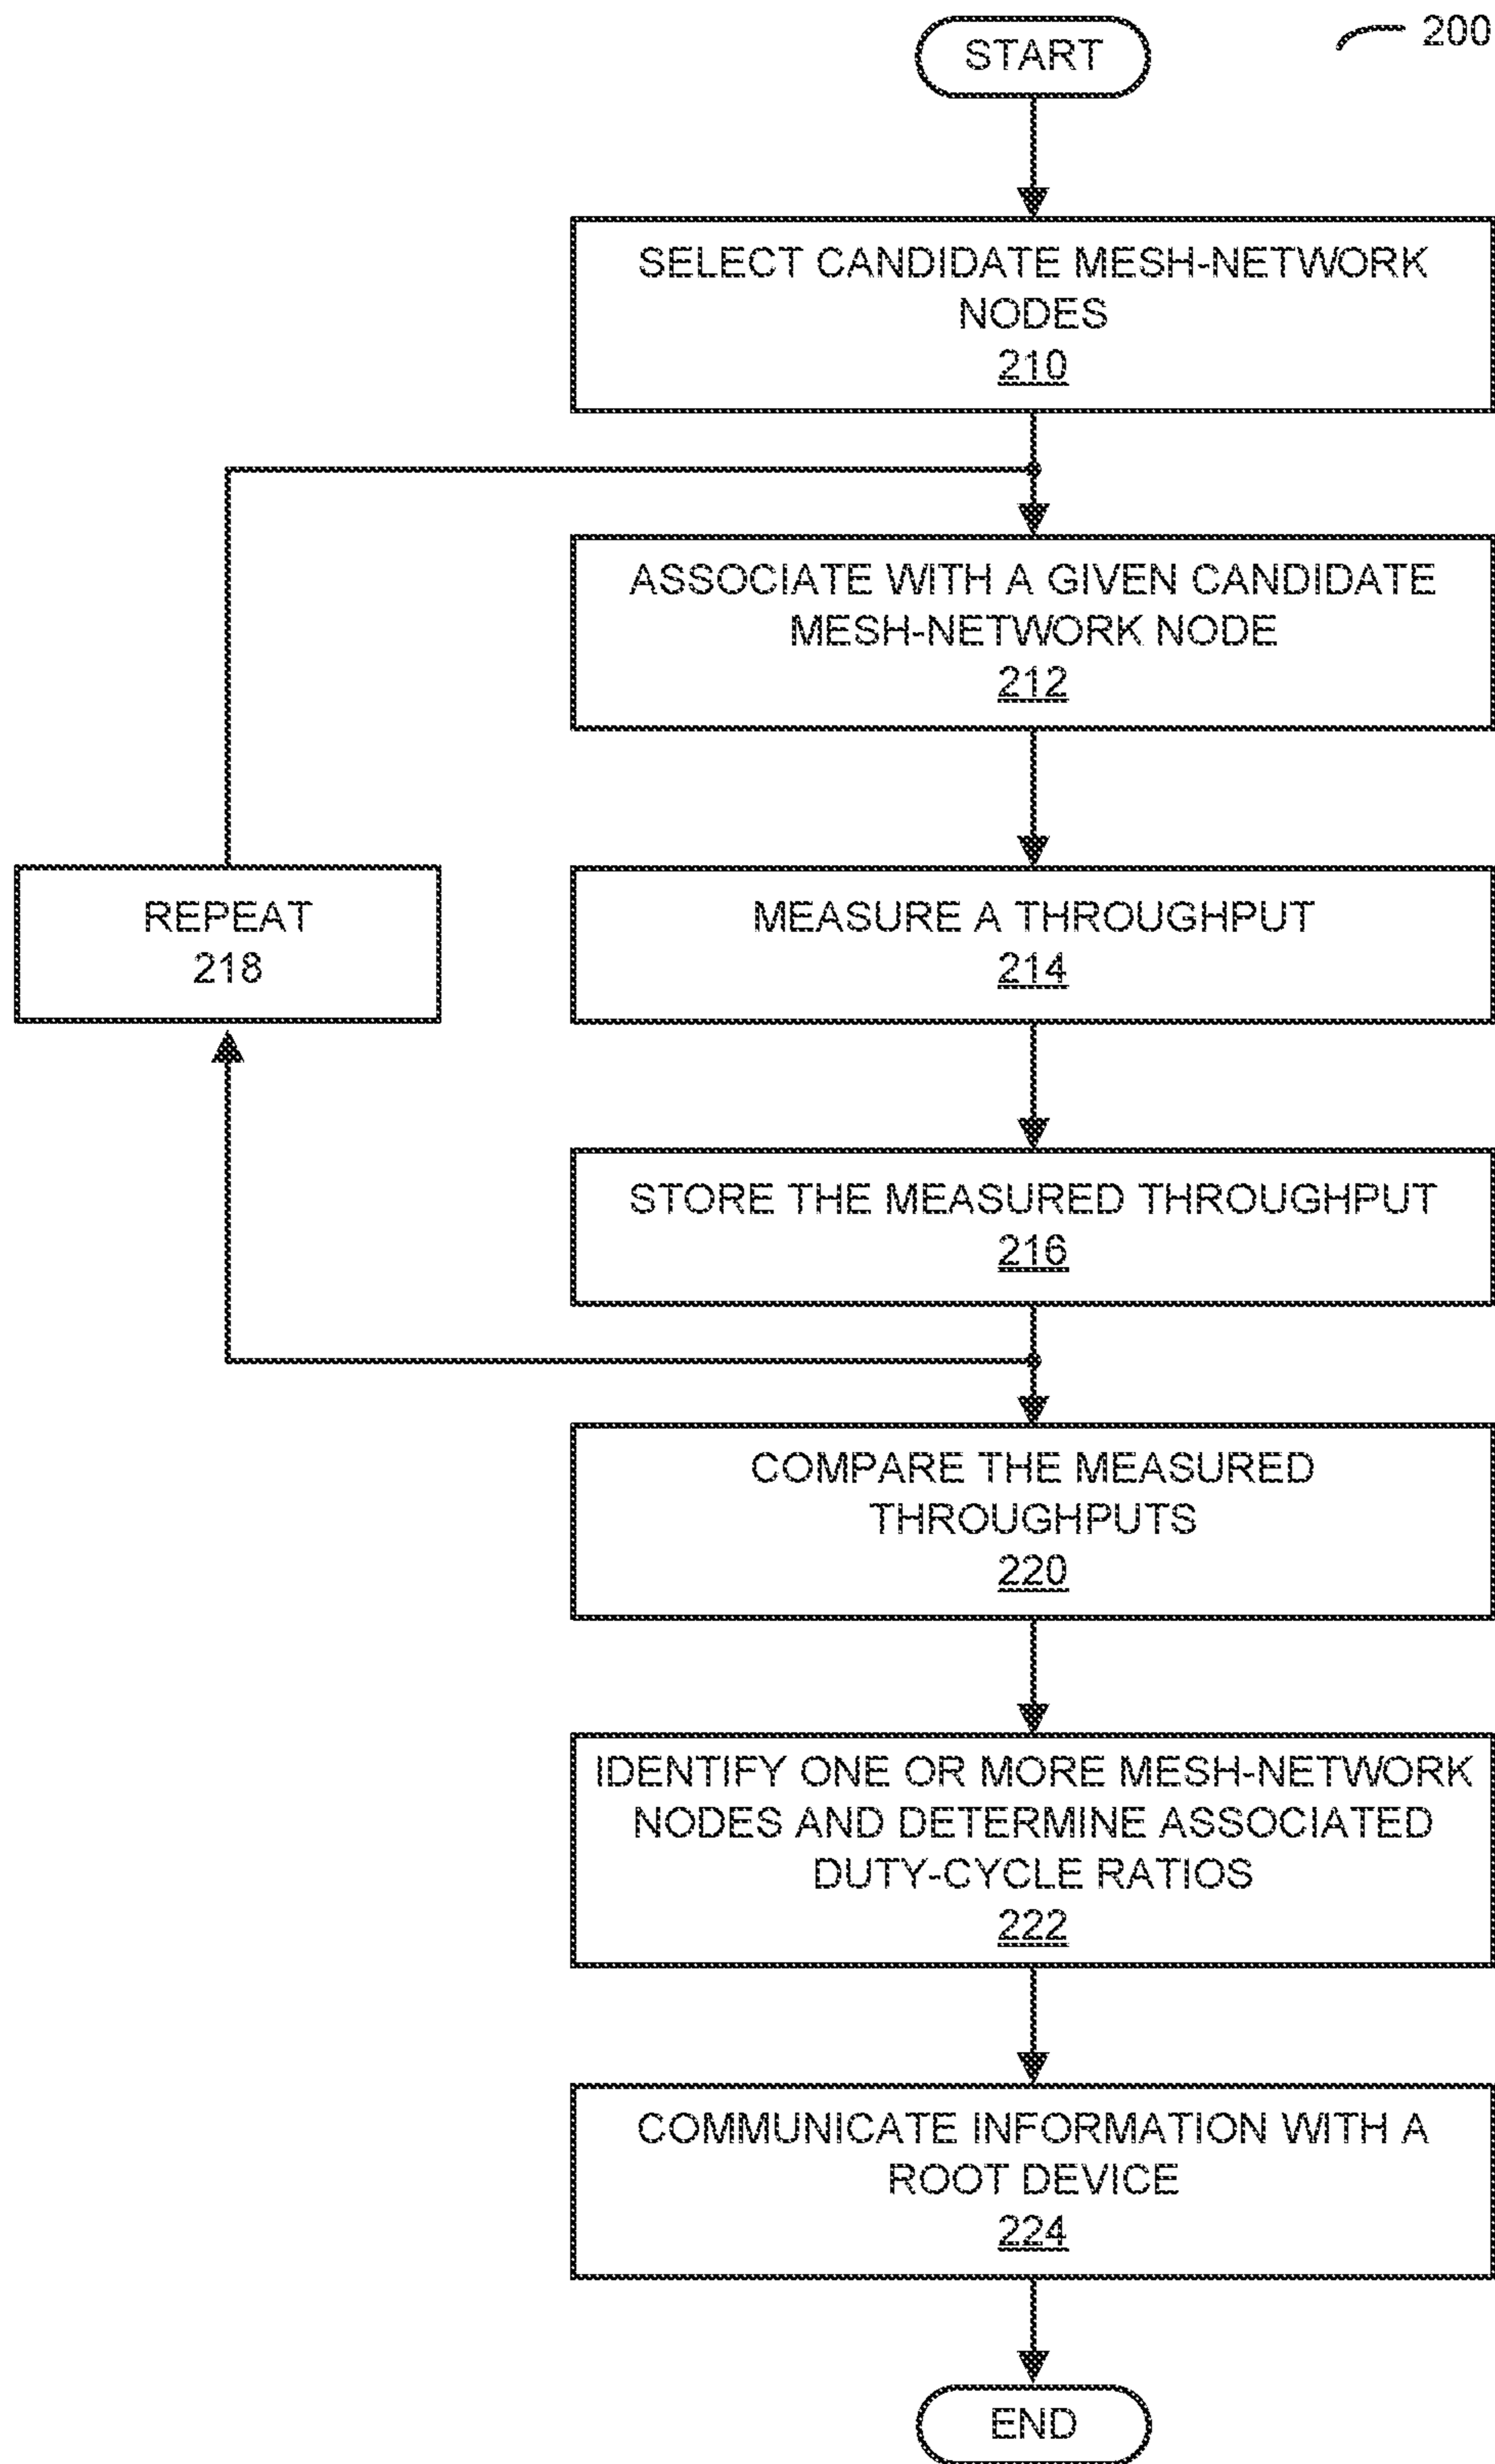 200
START
SELECT CANDIDATE MESH-NETWORK
NODES
210
ASSOCIATE WITH A GIVEN CANDIDATE
MESH-NETWORK NODE
212
REPEAT
218
MEASURE A THROUGHPUT
214
STORE THE MEASURED THROUGHPUT
216
COMPARE THE MEASURED
THROUGHPUTS
220
IDENTIFY ONE OR MORE MESH-NETWORK
NODES AND DETERMINE ASSOCIATED
DUTY-CYCLE RATIOS
222
COMMUNICATE INFORMATION WITH A
ROOT DEVICE
224
END